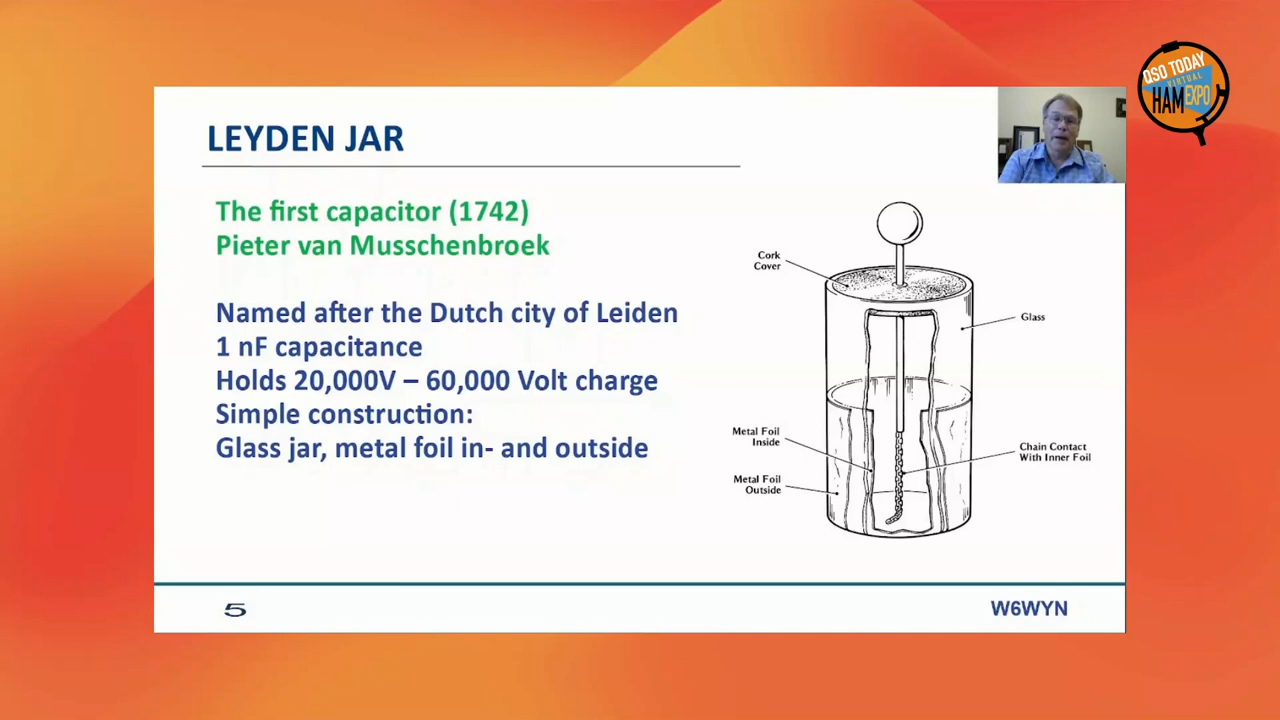 QSO TODAY
VIRTUAL
HAM EXPO
LEYDEN JAR
The first capacitor (1742)
Pieter van Musschenbroek
Named after the Dutch city of Leiden
1 nF capacitance
Holds 20,000V – 60,000 Volt charge
Simple construction:
Glass jar, metal foil in- and outside
Cork
Cover
Glass
Metal Foil
Inside
Metal Foil
Outside
Chain Contact
With Inner Foil
5
W6WYN